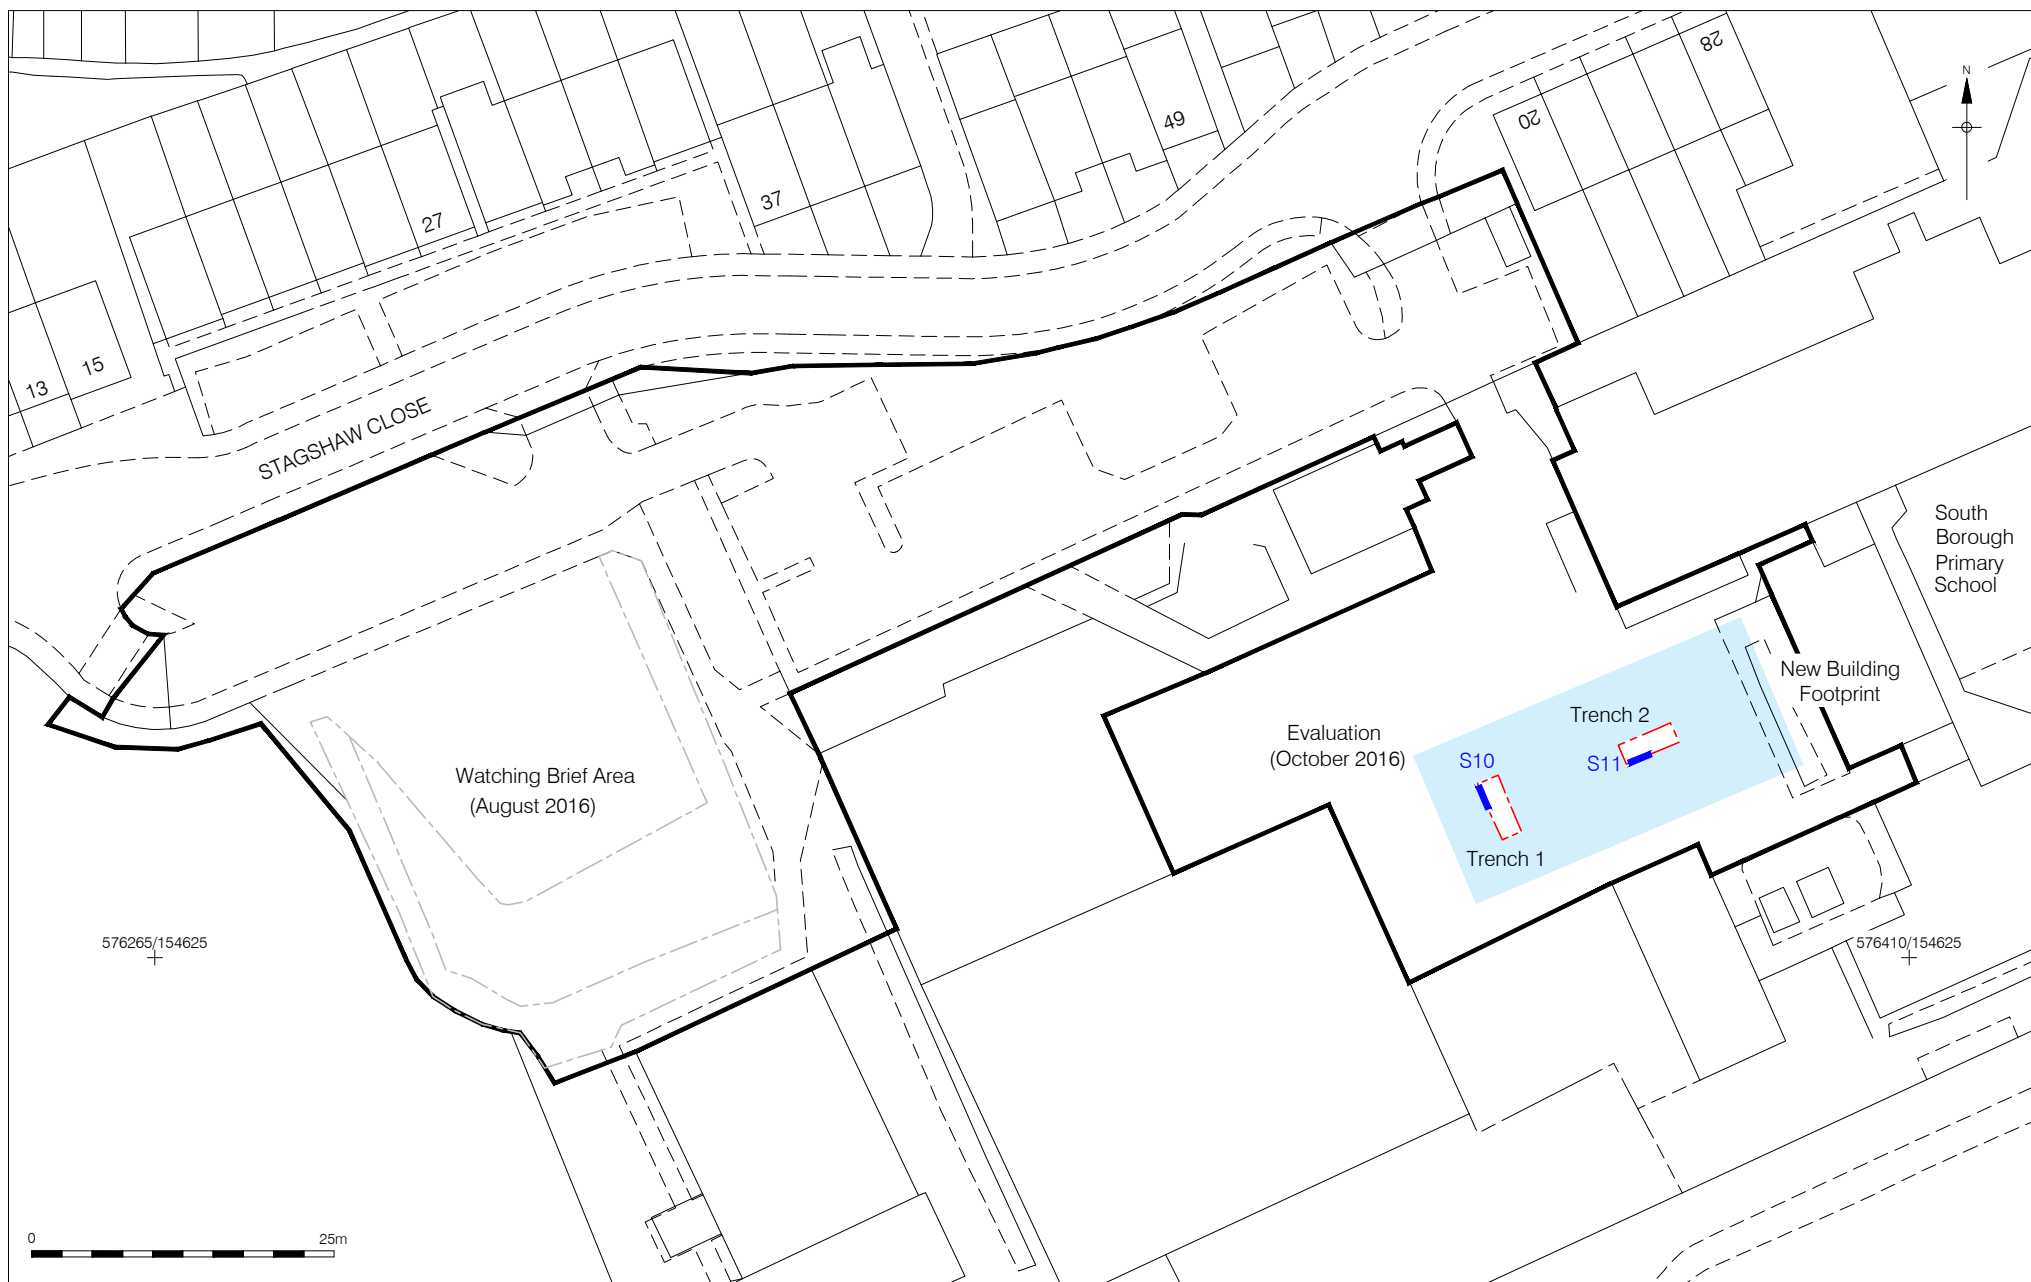 28
N
20
49
37
27
15
13
STAGSHAW CLOSE
South
Borough
Primary
School
New Building
Footprint
Trench 2
Evaluation
(October 2016)
S10
S11
Watching Brief Area
(August 2016)
Trench 1
576265/154625
576410/154625
0 25m